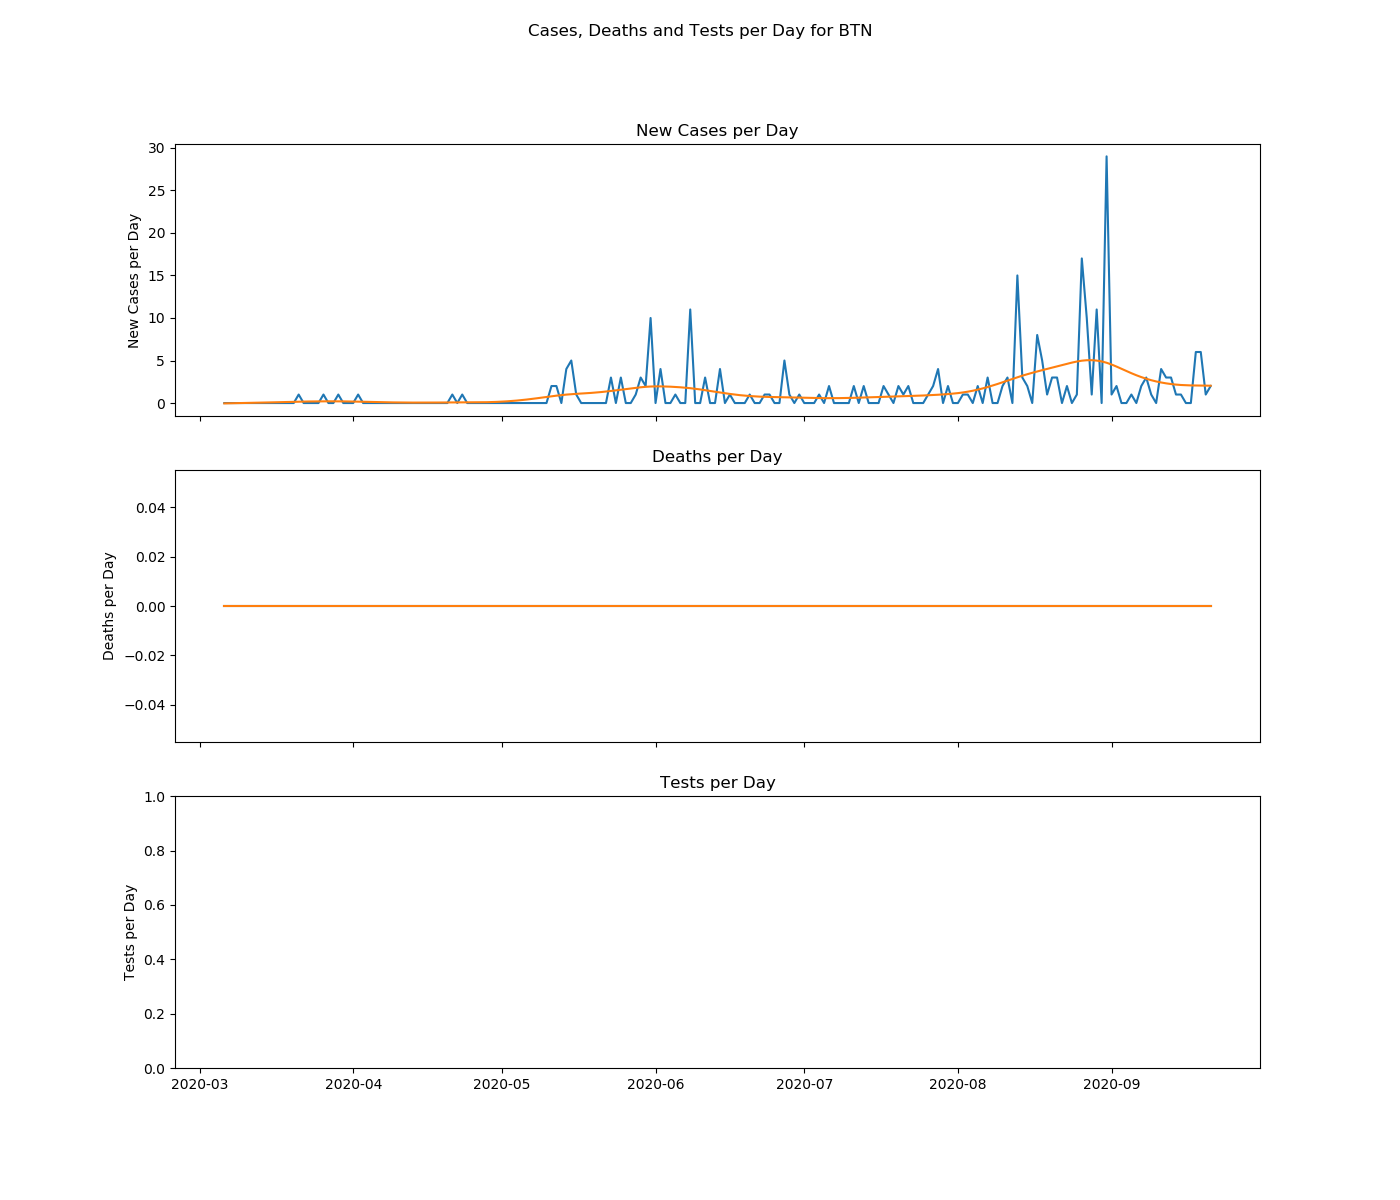 Cases, Deaths and Tests per Day for BTN
New Cases per Day
New Cases per Day
30
25
20
15
10
5
0
Deaths per Day
Deaths per Day
0.04
0.02
0.00
−0.02
−0.04
Tests per Day
Tests per Day
1.0
0.8
0.6
0.4
0.2
0.0
2020-03 2020-04 2020-05 2020-06 2020-07 2020-08 2020-09